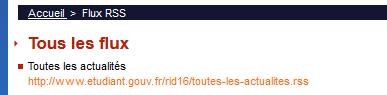 Accueil > Flux RSS
Tous les flux
Toutes les actualités
http://www.etudiant.gouv.fr/rid16/toutes-les-actualites.rss